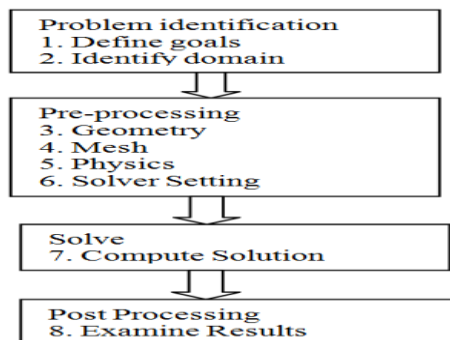 Problem identification
1. Define goals
2. Identify domain
Pre-processing
3. Geometry
4. Mesh
5. Physics
6. Solver Setting
Solve
7. Compute Solution
Post Processing
8. Examine Results